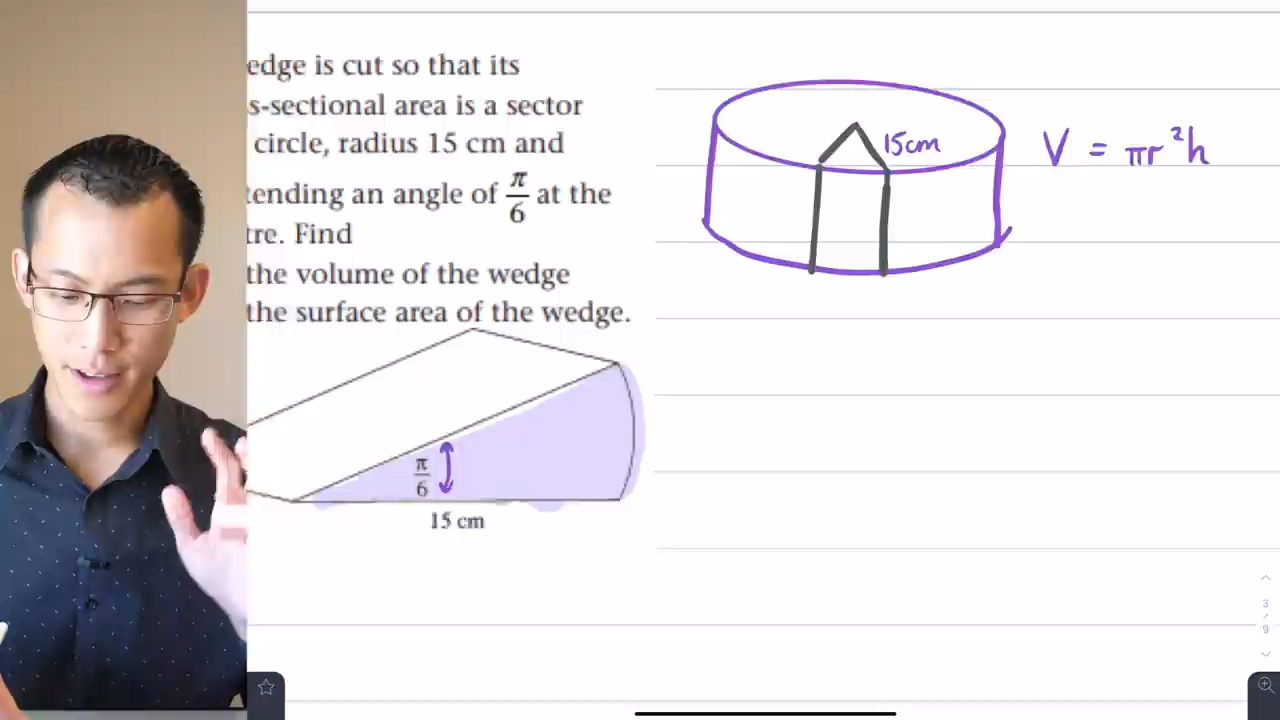 edge is cut so that its
s-sectional area is a sector
circle, radius 15 cm and
tending an angle of π/6 at the
tre. Find
the volume of the wedge
the surface area of the wedge.
π
6
15 cm
15cm
V = πr²h
3
/
9